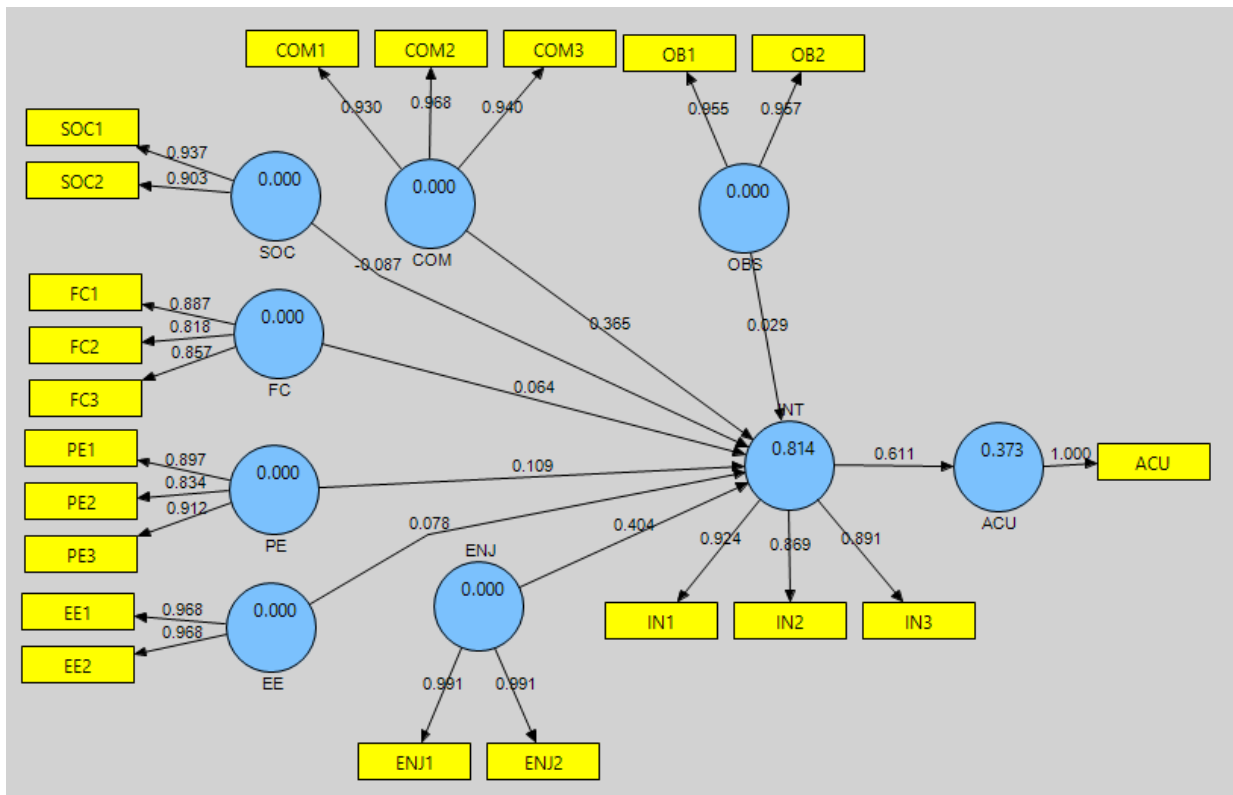 COM1
COM2
COM3
OB1
OB2
0.930
0.968
0.940
0.955
0.957
SOC1
SOC2
0.937
0.903
0.000
SOC
0.000
COM
0.000
OBS
-0.087
0.365
0.029
FC1
FC2
FC3
0.887
0.818
0.857
0.000
FC
0.064
PE1
PE2
PE3
0.897
0.834
0.912
0.000
PE
0.109
INT
0.814
0.611
0.373
ACU
1.000
ACU
0.078
0.404
EE1
EE2
0.968
0.968
0.000
EE
ENJ
0.000
0.924
0.869
0.891
IN1
IN2
IN3
0.991
0.991
ENJ1
ENJ2